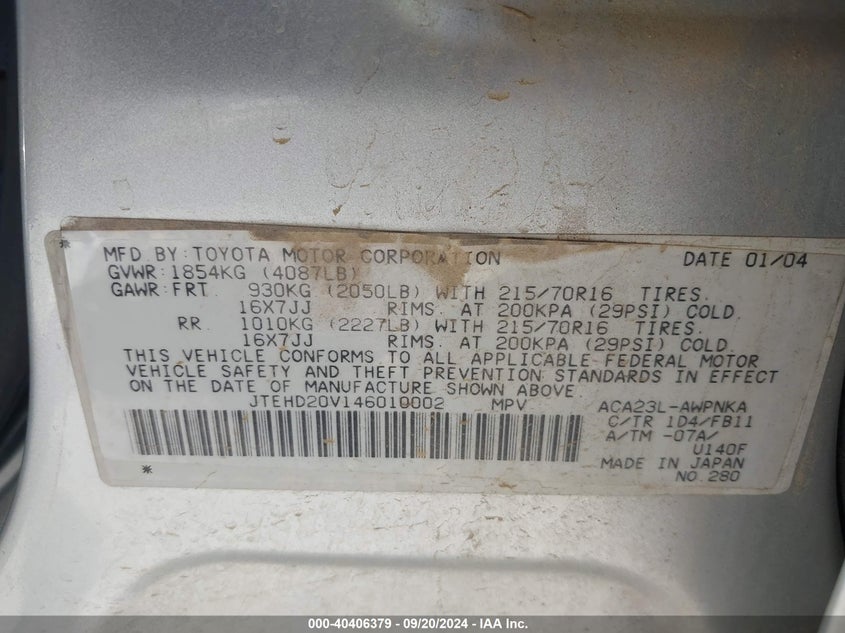 MFD. BY: TOYOTA MOTOR CORPORATION DATE 01/04
GVWR: 1854KG (4087LB)
GAWR: FRT. 930KG (2050LB) WITH 215/70R16 TIRES.
16X7JJ RIMS. AT 200KPA (29PSI) COLD.
RR. 1010KG (2227LB) WITH 215/70R16 TIRES.
16X7JJ RIMS. AT 200KPA (29PSI) COLD.
THIS VEHICLE CONFORMS TO ALL APPLICABLE FEDERAL MOTOR
VEHICLE SAFETY AND THEFT PREVENTION STANDARDS IN EFFECT
ON THE DATE OF MANUFACTURE SHOWN ABOVE
JTEHD20V146010002 MPV ACA23L-AWPNKA
C/TR 1D4/FB11
A/TM -07A/
U140F
MADE IN JAPAN
NO. 280
000-40406379 - 09/20/2024 - IAA Inc.